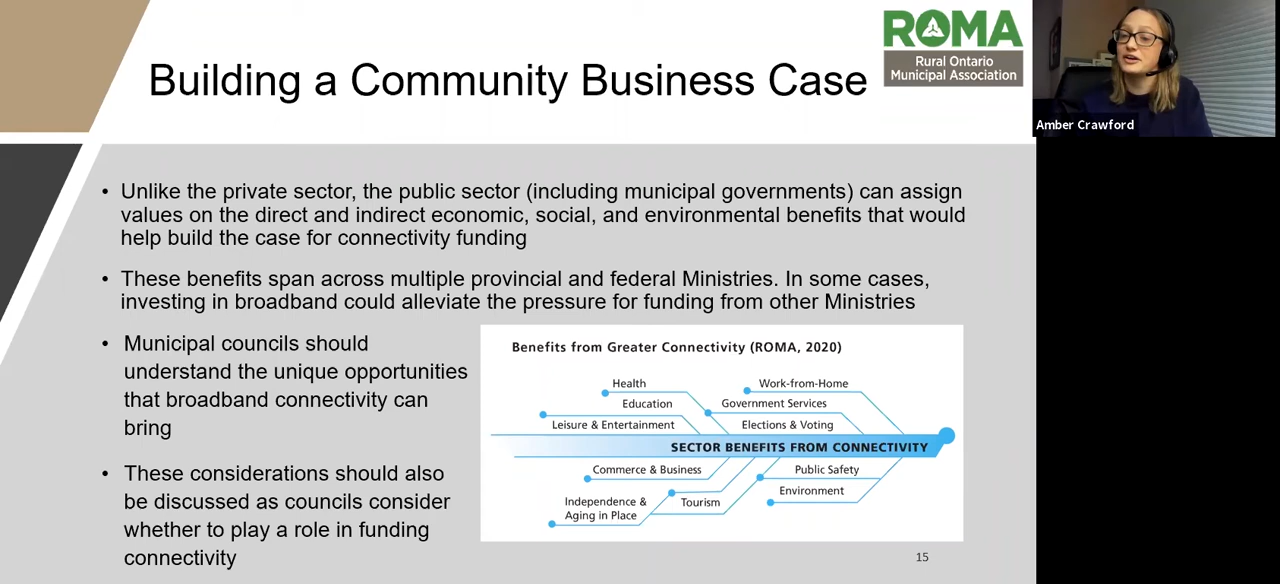 Building a Community Business Case
ROMA
Rural Ontario
Municipal Association
Amber Crawford
• Unlike the private sector, the public sector (including municipal governments) can assign
values on the direct and indirect economic, social, and environmental benefits that would
help build the case for connectivity funding
• These benefits span across multiple provincial and federal Ministries. In some cases,
investing in broadband could alleviate the pressure for funding from other Ministries
• Municipal councils should
understand the unique opportunities
that broadband connectivity can
bring
• These considerations should also
be discussed as councils consider
whether to play a role in funding
connectivity
Benefits from Greater Connectivity (ROMA, 2020)
Health
Work-from-Home
Education
Government Services
Leisure & Entertainment
Elections & Voting
SECTOR BENEFITS FROM CONNECTIVITY
Commerce & Business
Public Safety
Environment
Independence &
Aging in Place
Tourism
15